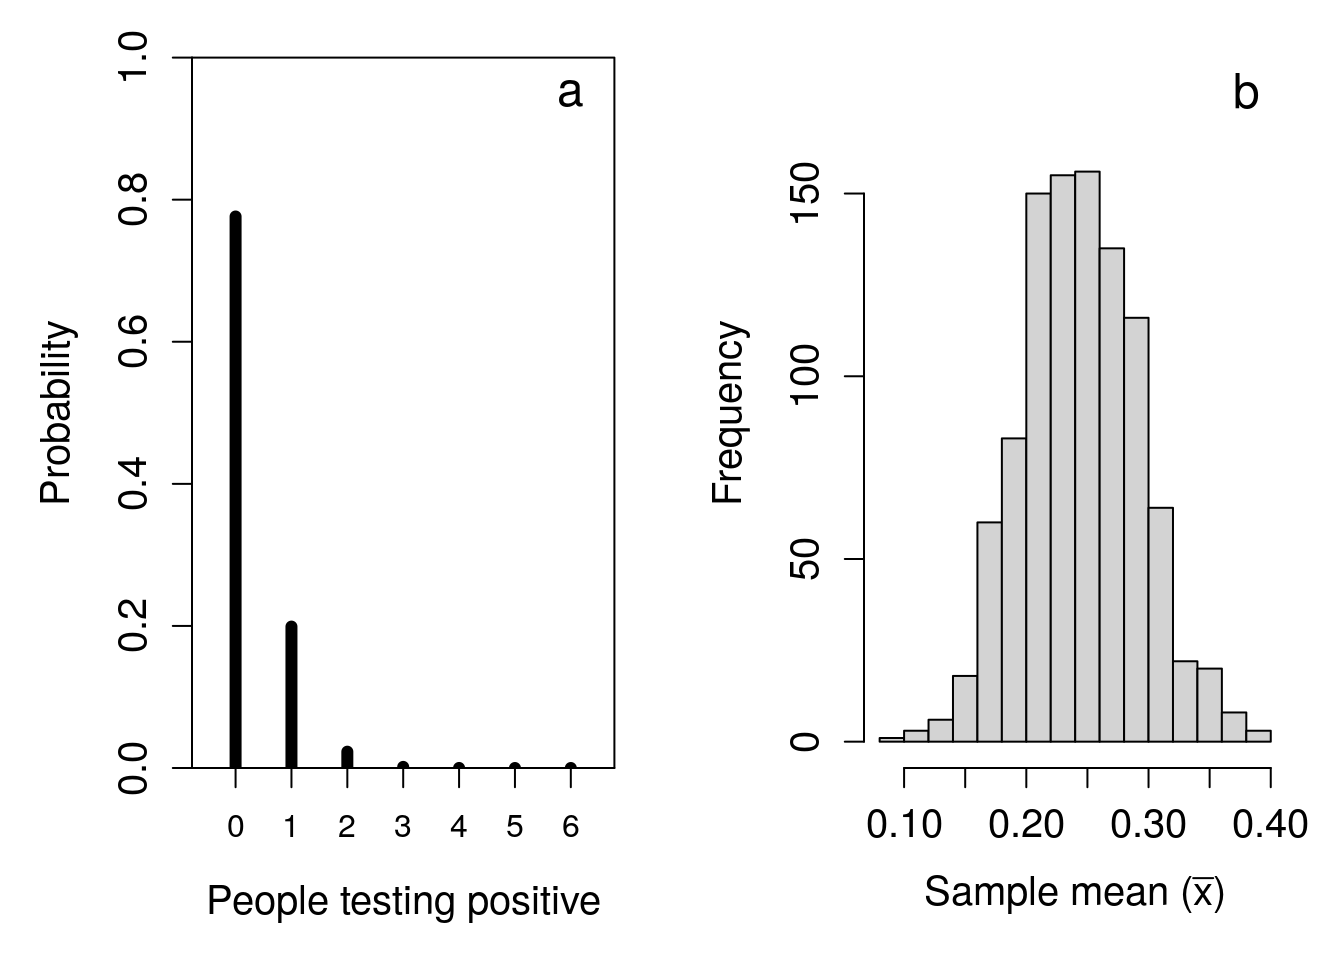 a
1.0
0.8
0.6
0.4
0.2
0.0
Probability
0 1 2 3 4 5 6
People testing positive
b
150
100
50
0
Frequency
0.10 0.20 0.30 0.40
Sample mean (x̅)